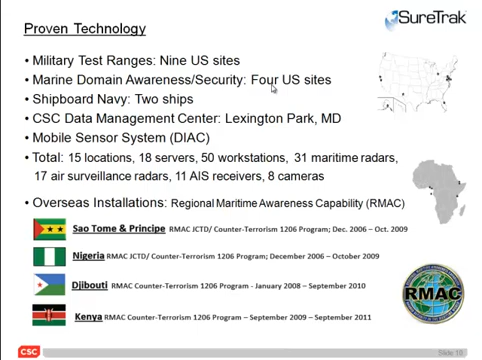 Proven Technology
SureTrak
• Military Test Ranges: Nine US sites
• Marine Domain Awareness/Security: Four US sites
• Shipboard Navy: Two ships
• CSC Data Management Center: Lexington Park, MD
• Mobile Sensor System (DIAC)
• Total: 15 locations, 18 servers, 50 workstations, 31 maritime radars,
17 air surveillance radars, 11 AIS receivers, 8 cameras
• Overseas Installations: Regional Maritime Awareness Capability (RMAC)
Sao Tome & Principe RMAC JCTD/ Counter-Terrorism 1206 Program; Dec. 2006 – Oct. 2009
Nigeria RMAC JCTD/ Counter-Terrorism 1206 Program; December 2006 - October 2009
Djibouti RMAC Counter-Terrorism 1206 Program - January 2008 – September 2010
Kenya RMAC Counter-Terrorism 1206 Program – September 2009 - September 2011
RMAC
CSC